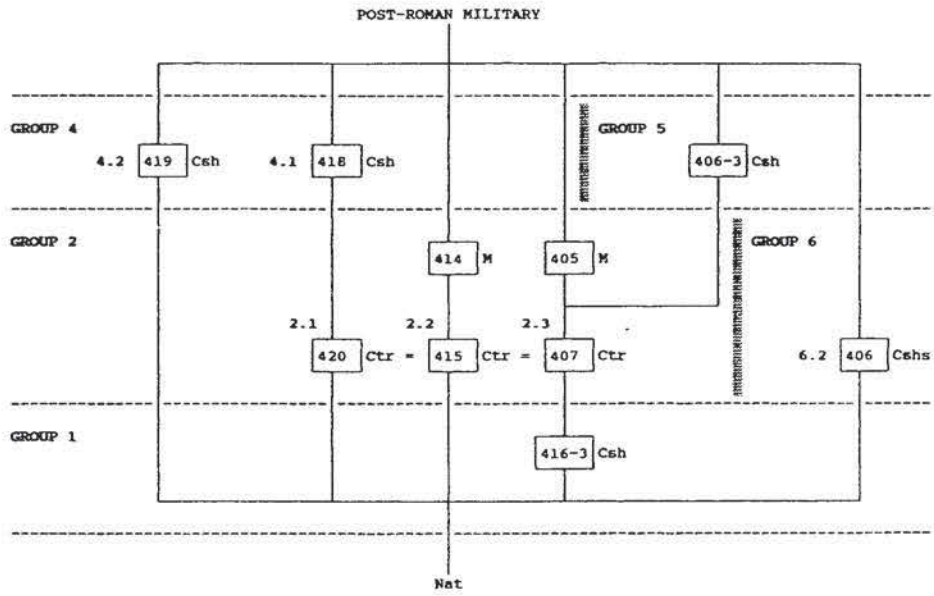 POST-ROMAN MILITARY
GROUP 4
GROUP 5
4.2 419 Csh 4.1 418 Csh 406-3 Csh
GROUP 2
GROUP 6
414 M 405 M
2.1 2.2 2.3
420 Ctr = 415 Ctr = 407 Ctr 6.2 406 Cshs
GROUP 1
416-3 Csh
Nat